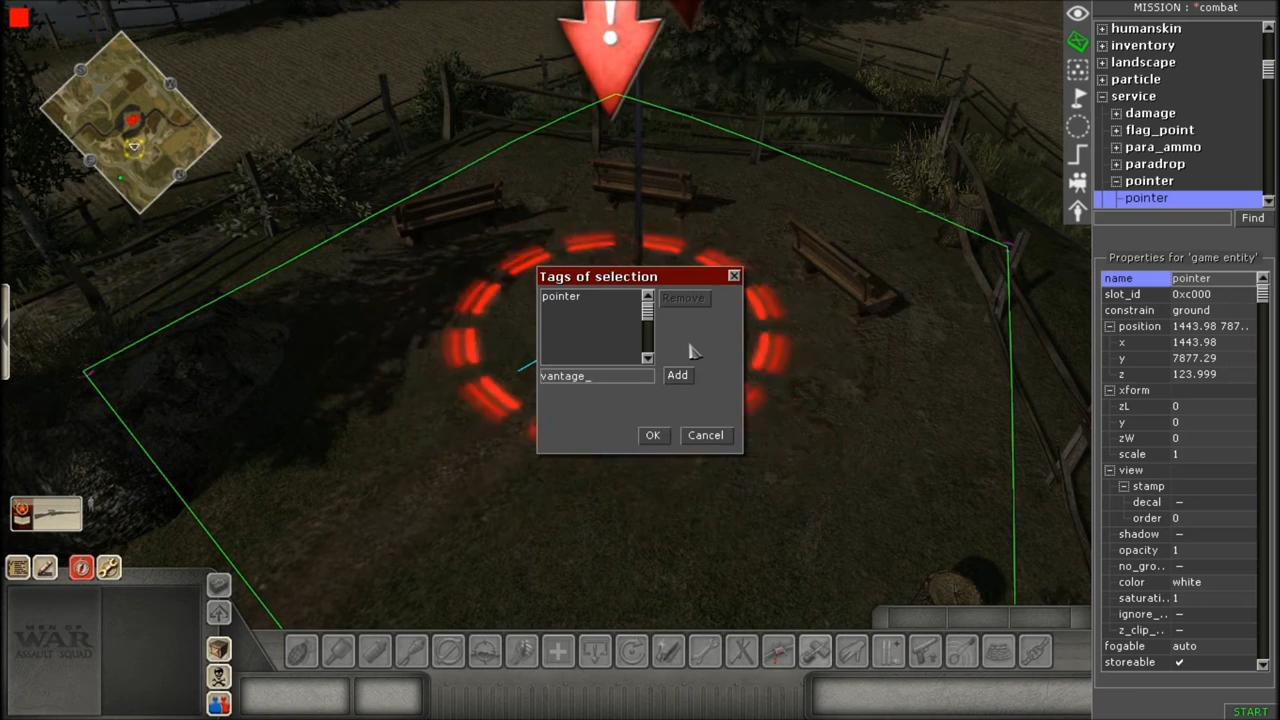 MISSION : *combat
humanskin
inventory
landscape
particle
service
damage
flag_point
para_ammo
paradrop
pointer
pointer
Find
Tags of selection
pointer
Remove
vantage_
Add
OK
Cancel
Properties for 'game entity'
name pointer
slot_id 0xc000
constrain ground
position 1443.98 787..
x 1443.98
y 7877.29
z 123.999
xform
zL 0
y 0
zW 0
scale 1
view
stamp
decal —
order 0
shadow —
opacity 1
no_gro.. —
color white
saturati.. 1
ignore_.. —
z_clip_.. —
fogable auto
storeable
MEN OF
WAR
ASSAULT SQUAD
START